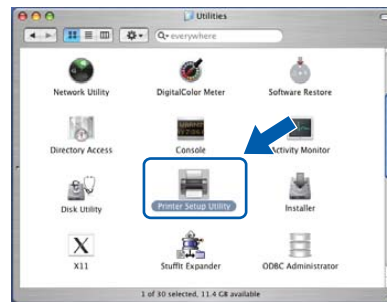 Utilities
everywhere
Network Utility
DigitalColor Meter
Software Restore
Directory Access
Console
Activity Monitor
Disk Utility
Printer Setup Utility
Installer
X11
StuffIt Expander
ODBC Administrator
1 of 30 selected, 11.4 GB available